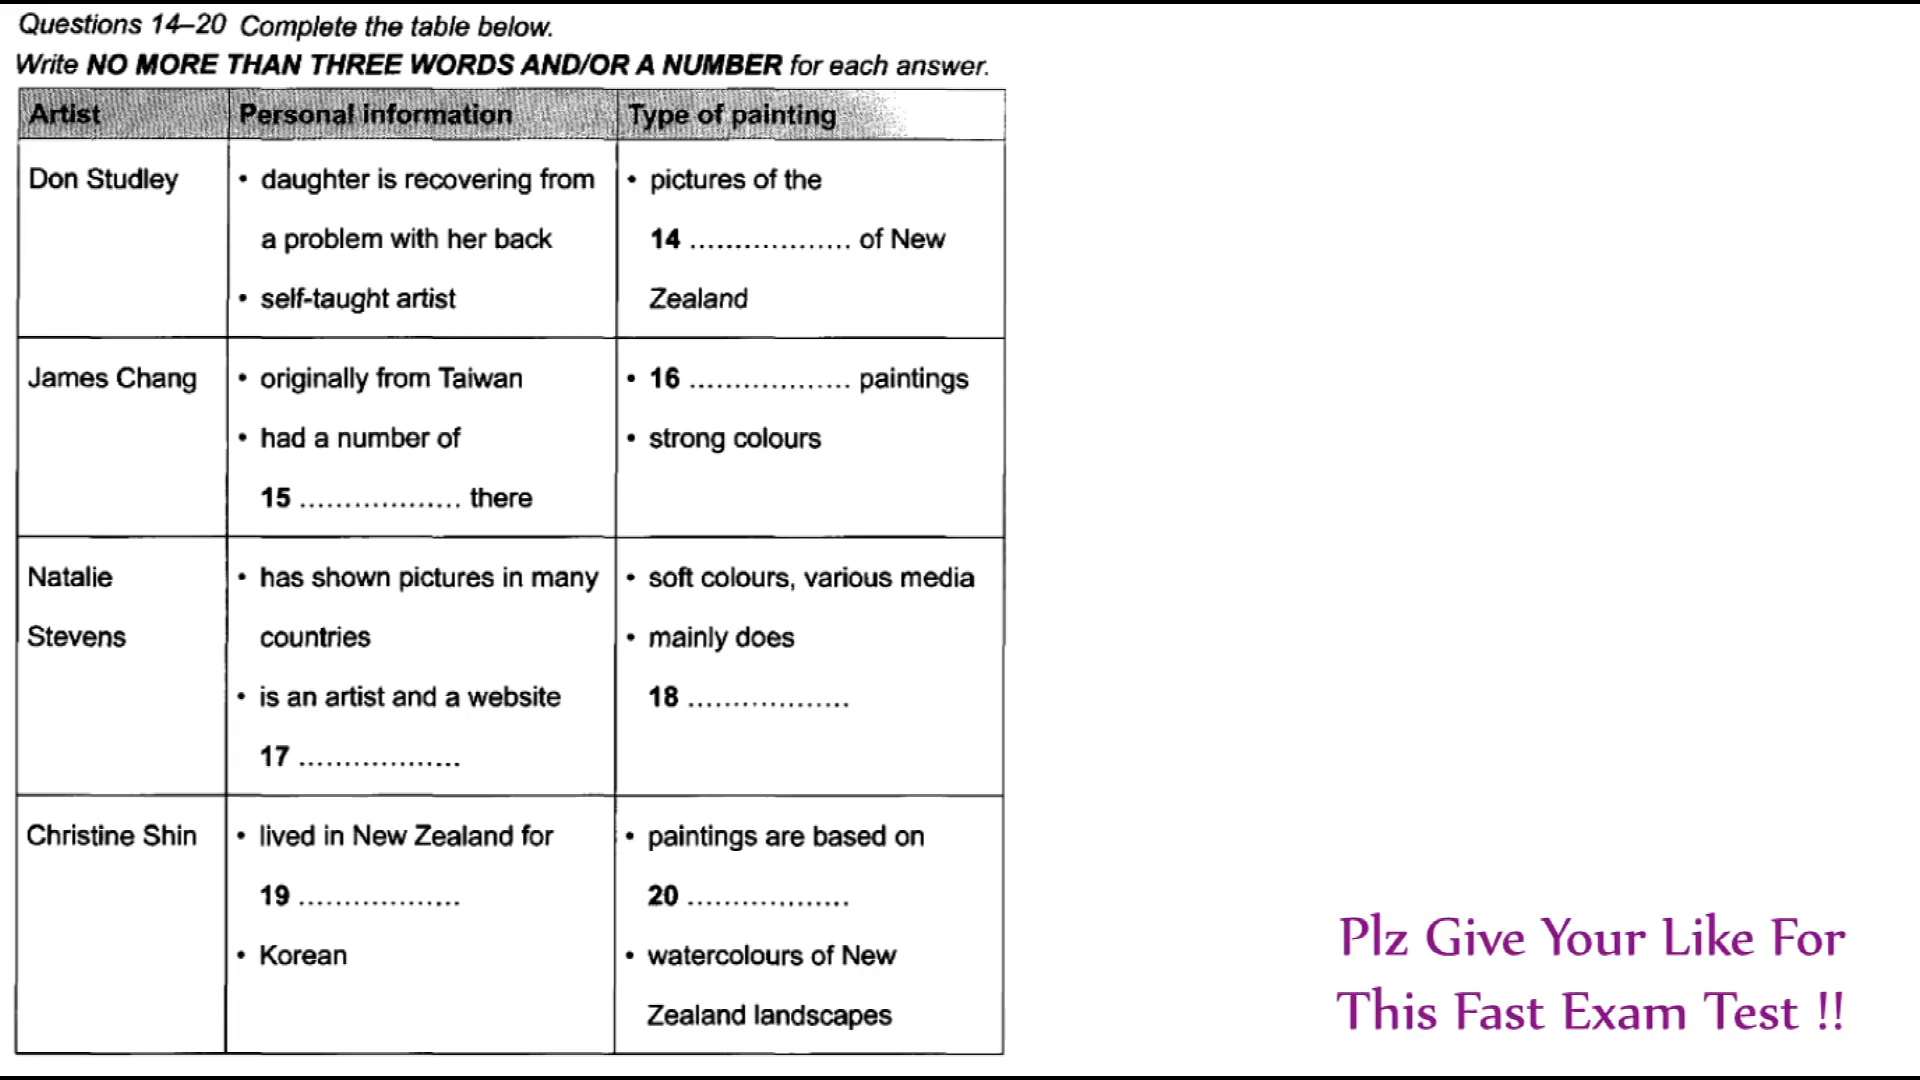 Questions 14–20 Complete the table below.
Write NO MORE THAN THREE WORDS AND/OR A NUMBER for each answer.
Artist
Personal information
Type of painting
Don Studley
• daughter is recovering from
a problem with her back
• self-taught artist
• pictures of the
14 .................. of New
Zealand
James Chang
• originally from Taiwan
• had a number of
15 .................. there
• 16 .................. paintings
• strong colours
Natalie
Stevens
• has shown pictures in many
countries
• is an artist and a website
17 ..................
• soft colours, various media
• mainly does
18 ..................
Christine Shin
• lived in New Zealand for
19 ..................
• Korean
• paintings are based on
20 ..................
• watercolours of New
Zealand landscapes
Plz Give Your Like For
This Fast Exam Test !!